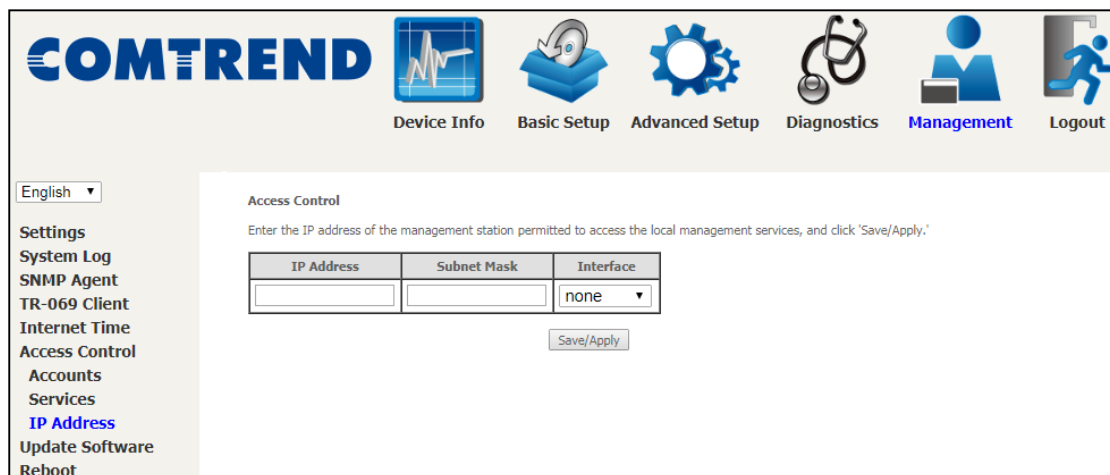 COMTREND
Device Info Basic Setup Advanced Setup Diagnostics Management Logout
English
Settings
System Log
SNMP Agent
TR-069 Client
Internet Time
Access Control
Accounts
Services
IP Address
Update Software
Reboot
Access Control
Enter the IP address of the management station permitted to access the local management services, and click 'Save/Apply.'
IP Address Subnet Mask Interface
none
Save/Apply